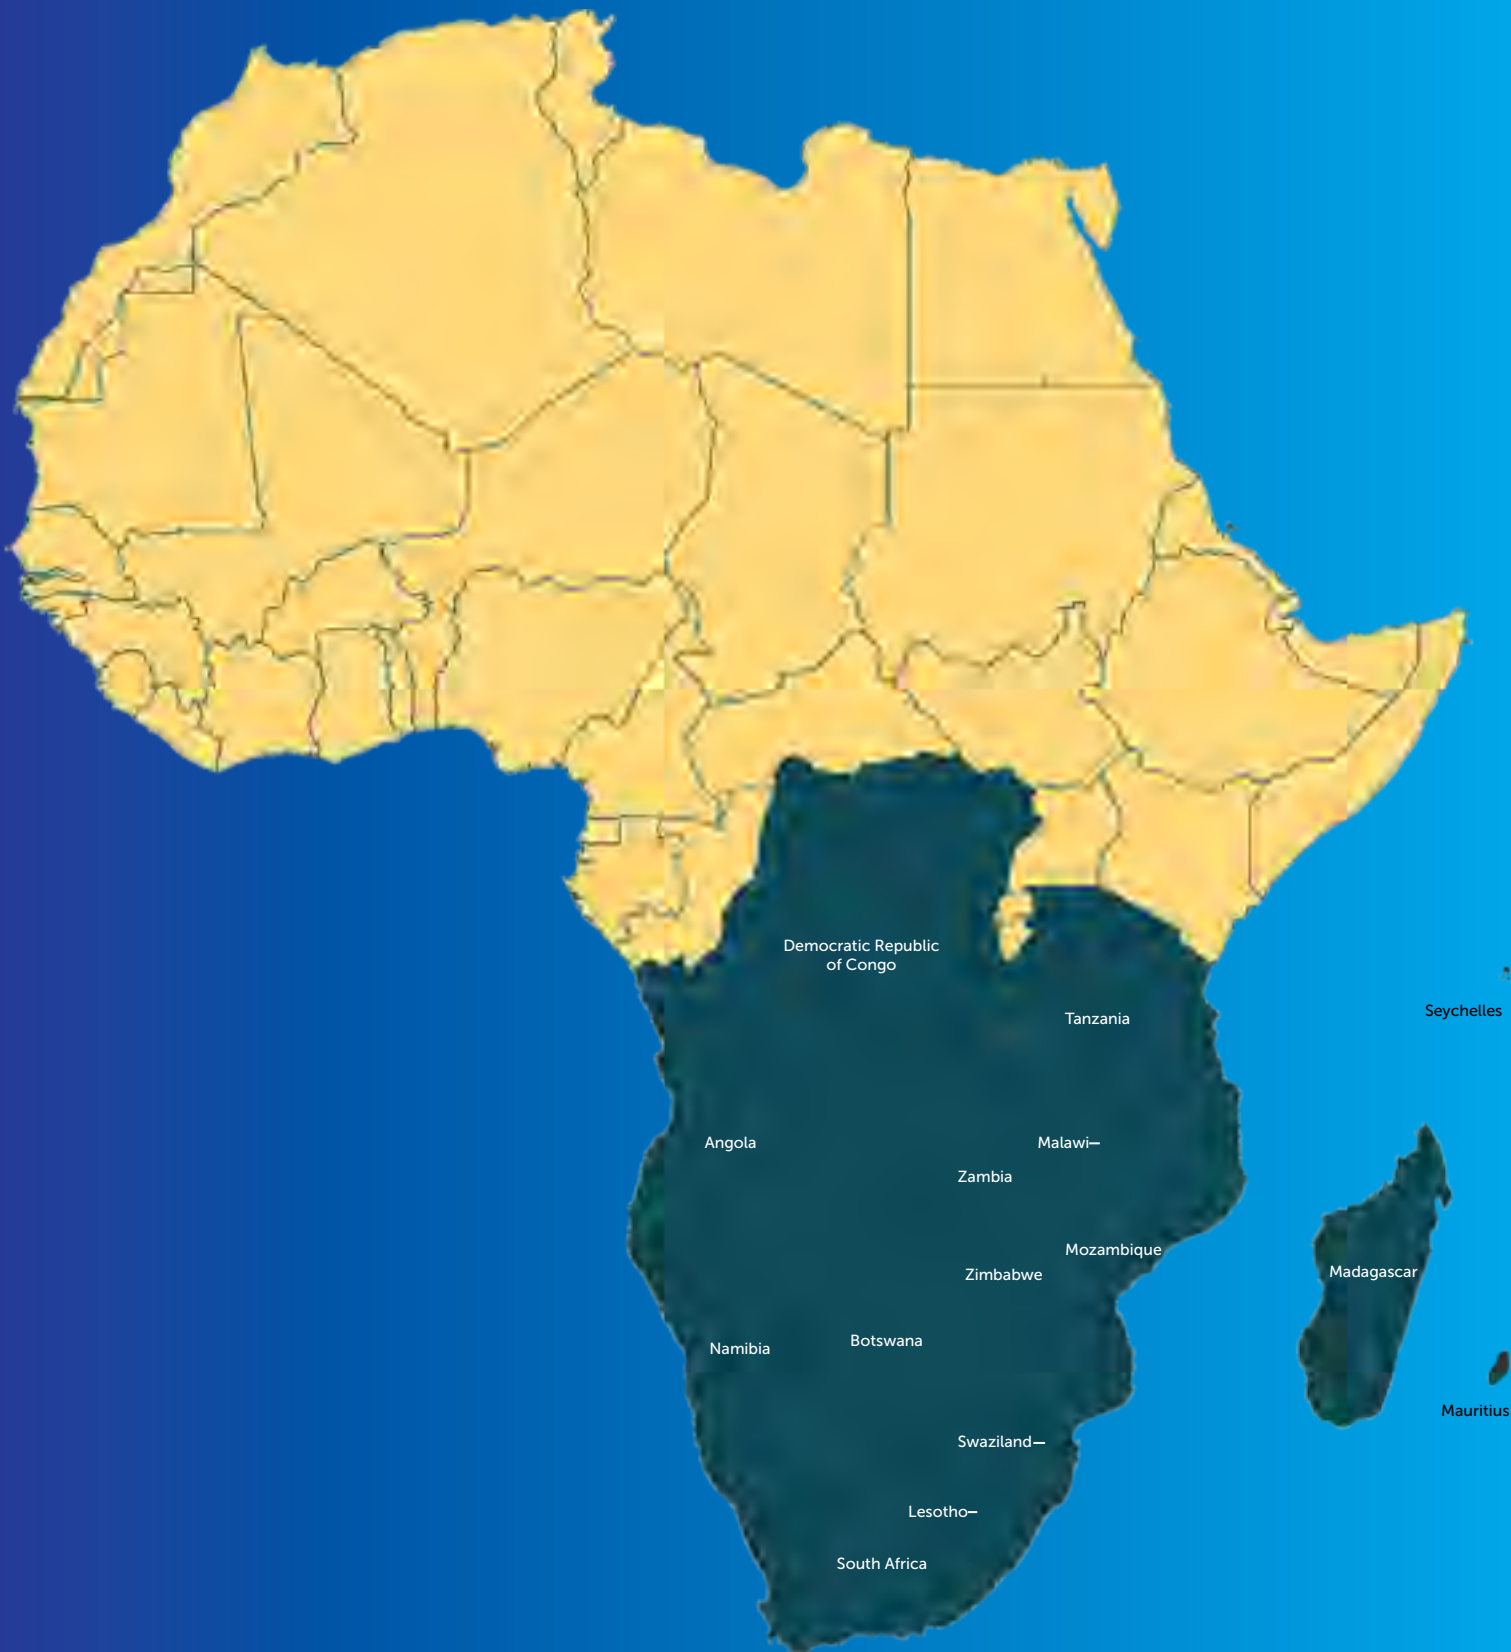 Democratic Republic
of Congo
Seychelles
Tanzania
Angola
Malawi
Zambia
Mozambique
Zimbabwe
Madagascar
Botswana
Namibia
Mauritius
Swaziland
Lesotho
South Africa